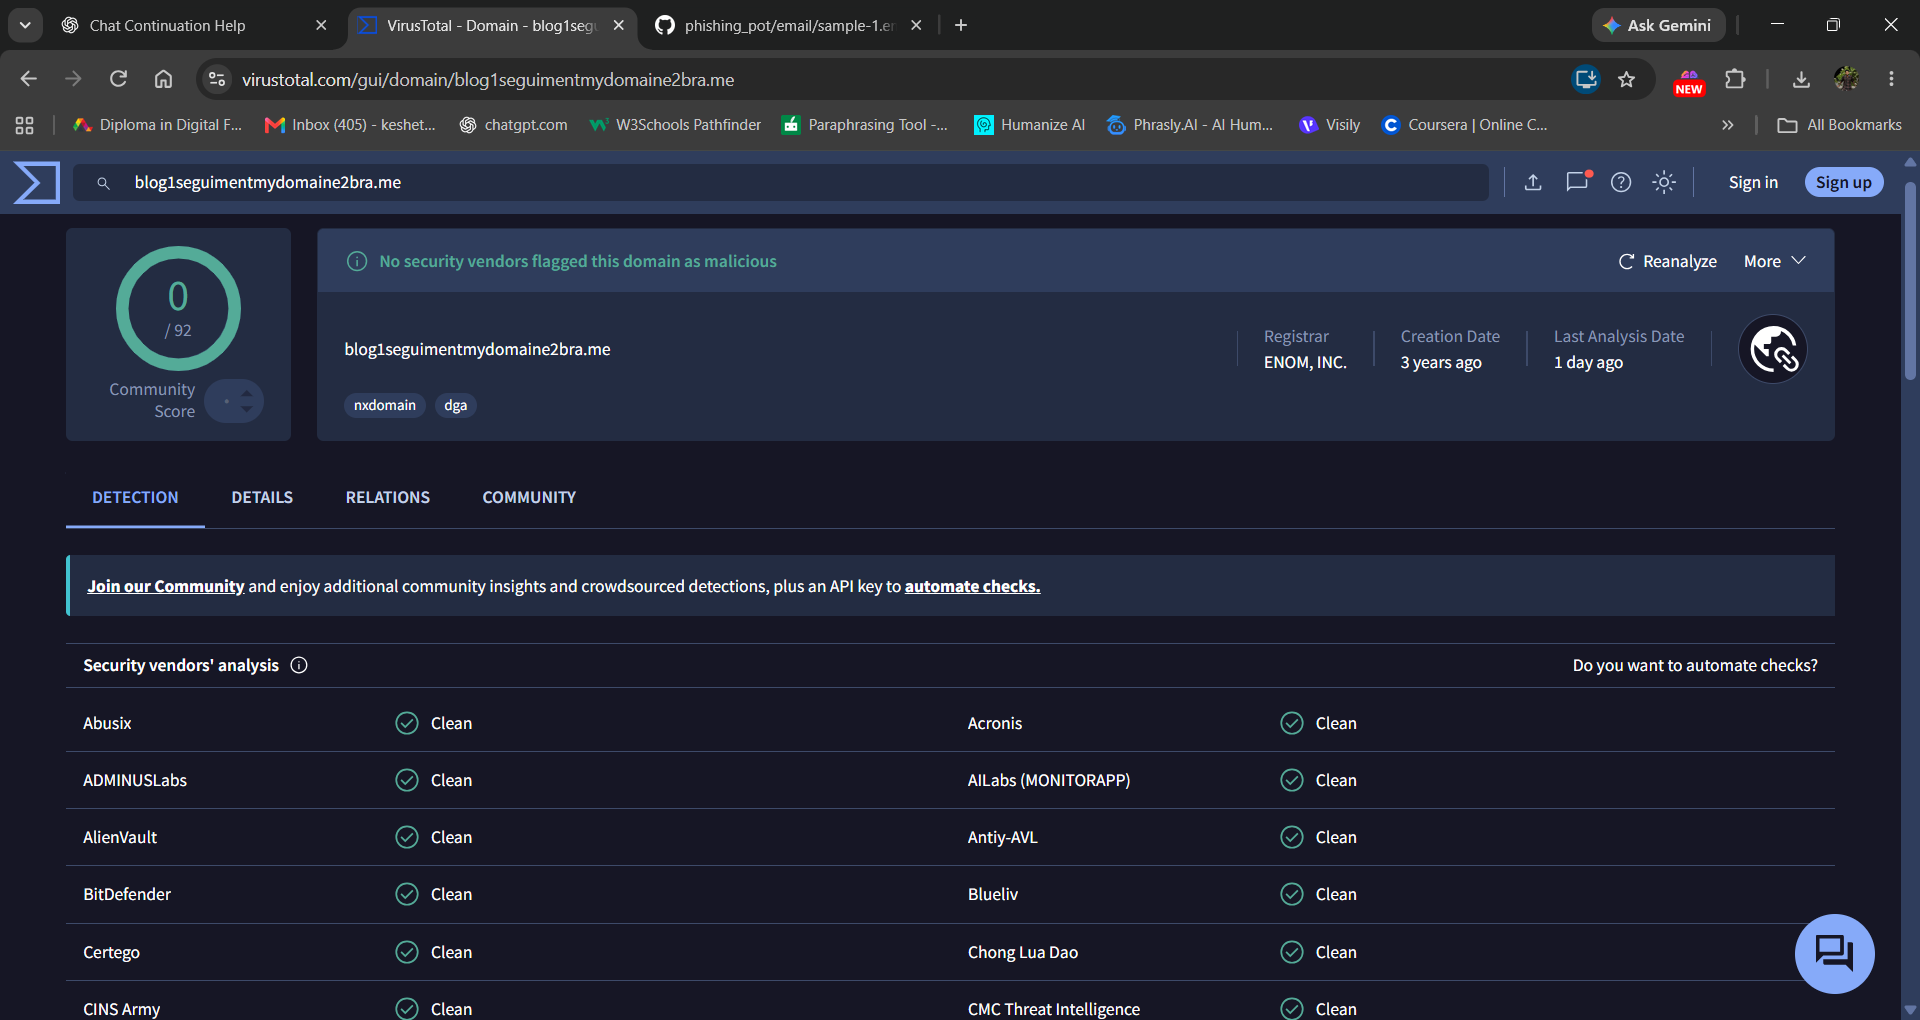 Chat Continuation Help
VirusTotal - Domain - blog1seg
phishing_pot/email/sample-1.e
Ask Gemini
virustotal.com/gui/domain/blog1seguimentmydomaine2bra.me
NEW
Diploma in Digital F...
Inbox (405) - keshet...
chatgpt.com
W3Schools Pathfinder
Paraphrasing Tool -...
Humanize AI
Phrasly.AI - AI Hum...
Visily
Coursera | Online C...
All Bookmarks
blog1seguimentmydomaine2bra.me
Sign in
Sign up
0
/ 92
Community
Score
No security vendors flagged this domain as malicious
Reanalyze
More
blog1seguimentmydomaine2bra.me
Registrar
ENOM, INC.
Creation Date
3 years ago
Last Analysis Date
1 day ago
nxdomain
dga
DETECTION
DETAILS
RELATIONS
COMMUNITY
Join our Community and enjoy additional community insights and crowdsourced detections, plus an API key to automate checks.
Security vendors' analysis
Do you want to automate checks?
Abusix Clean Acronis Clean
ADMINUSLabs Clean AILabs (MONITORAPP) Clean
AlienVault Clean Antiy-AVL Clean
BitDefender Clean Blueliv Clean
Certego Clean Chong Lua Dao Clean
CINS Army Clean CMC Threat Intelligence Clean